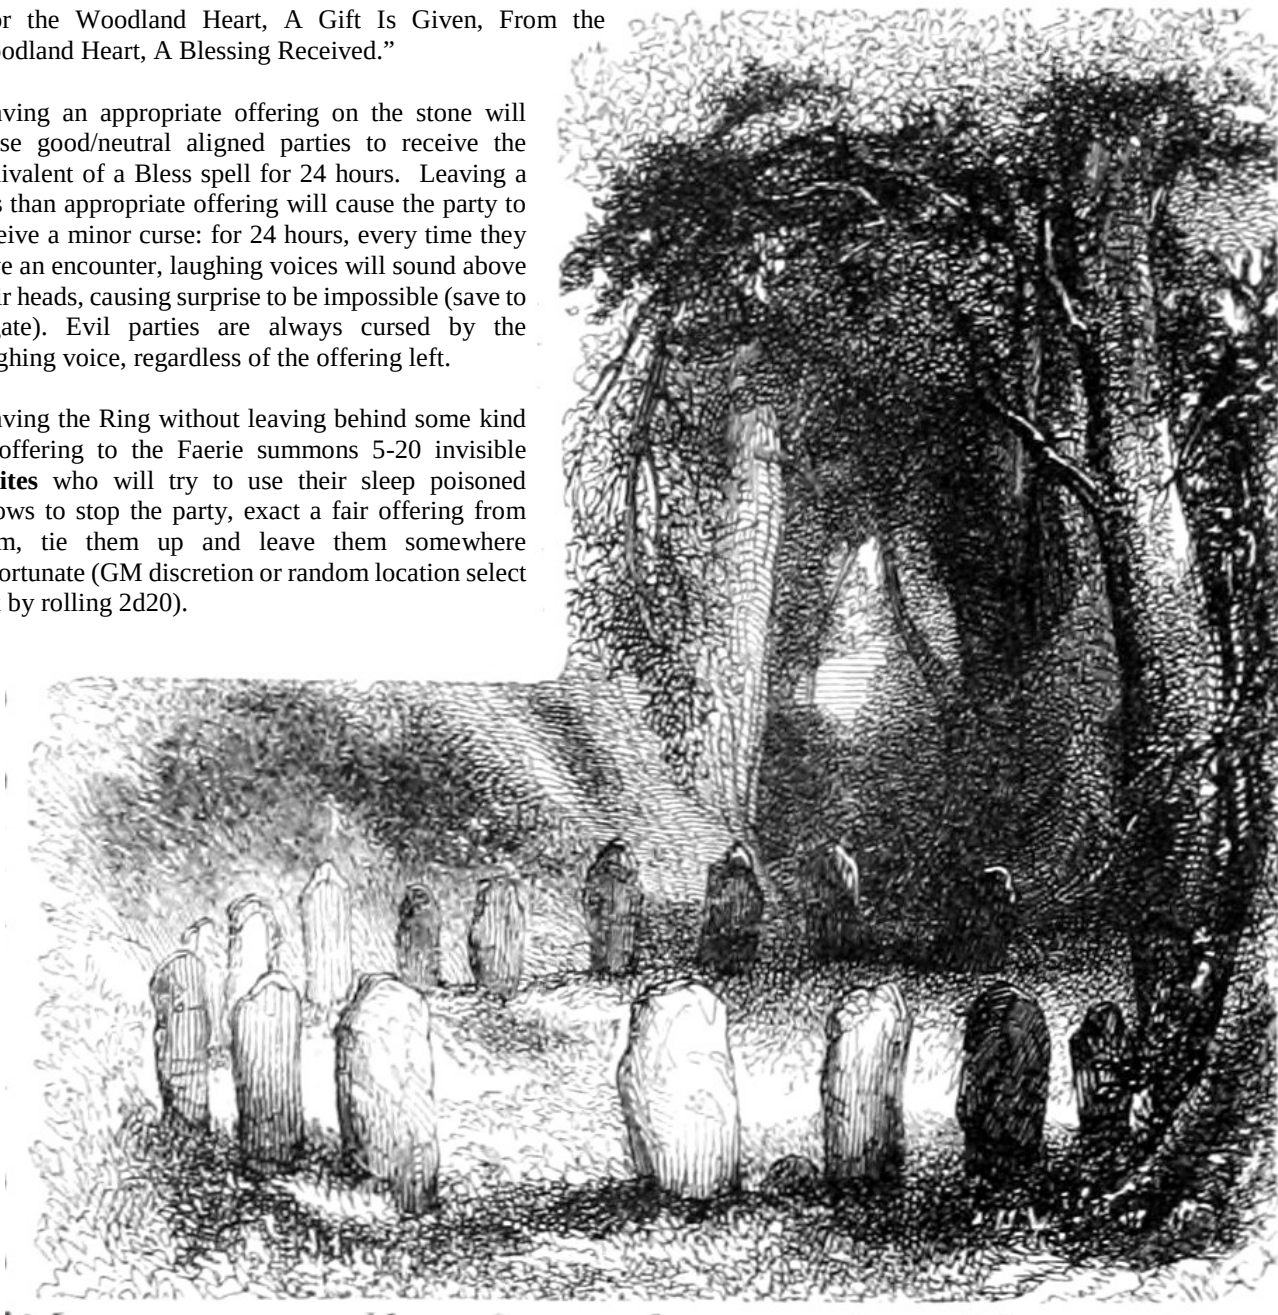 r the Woodland Heart, A Gift Is Given, From the
odland Heart, A Blessing Received.”
ving an appropriate offering on the stone will
se good/neutral aligned parties to receive the
ivalent of a Bless spell for 24 hours. Leaving a
s than appropriate offering will cause the party to
eive a minor curse: for 24 hours, every time they
e an encounter, laughing voices will sound above
ir heads, causing surprise to be impossible (save to
gate). Evil parties are always cursed by the
ghing voice, regardless of the offering left.
ving the Ring without leaving behind some kind
offering to the Faerie summons 5-20 invisible
ites who will try to use their sleep poisoned
ows to stop the party, exact a fair offering from
m, tie them up and leave them somewhere
ortunate (GM discretion or random location select
by rolling 2d20).